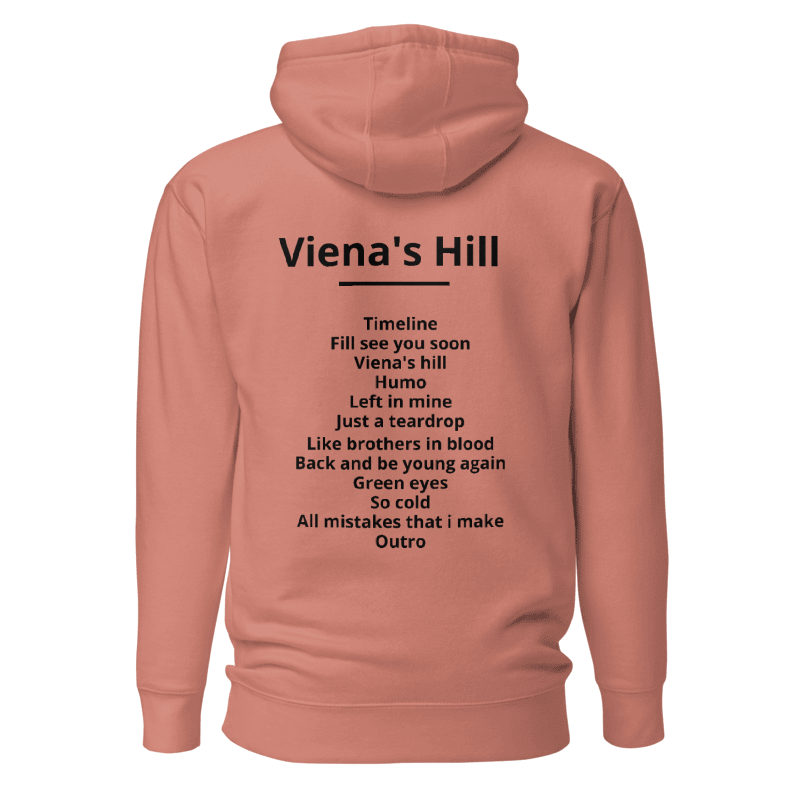 Viena's Hill
Timeline
Fill see you soon
Viena's hill
Humo
Left in mine
Just a teardrop
Like brothers in blood
Back and be young again
Green eyes
So cold
All mistakes that i make
Outro